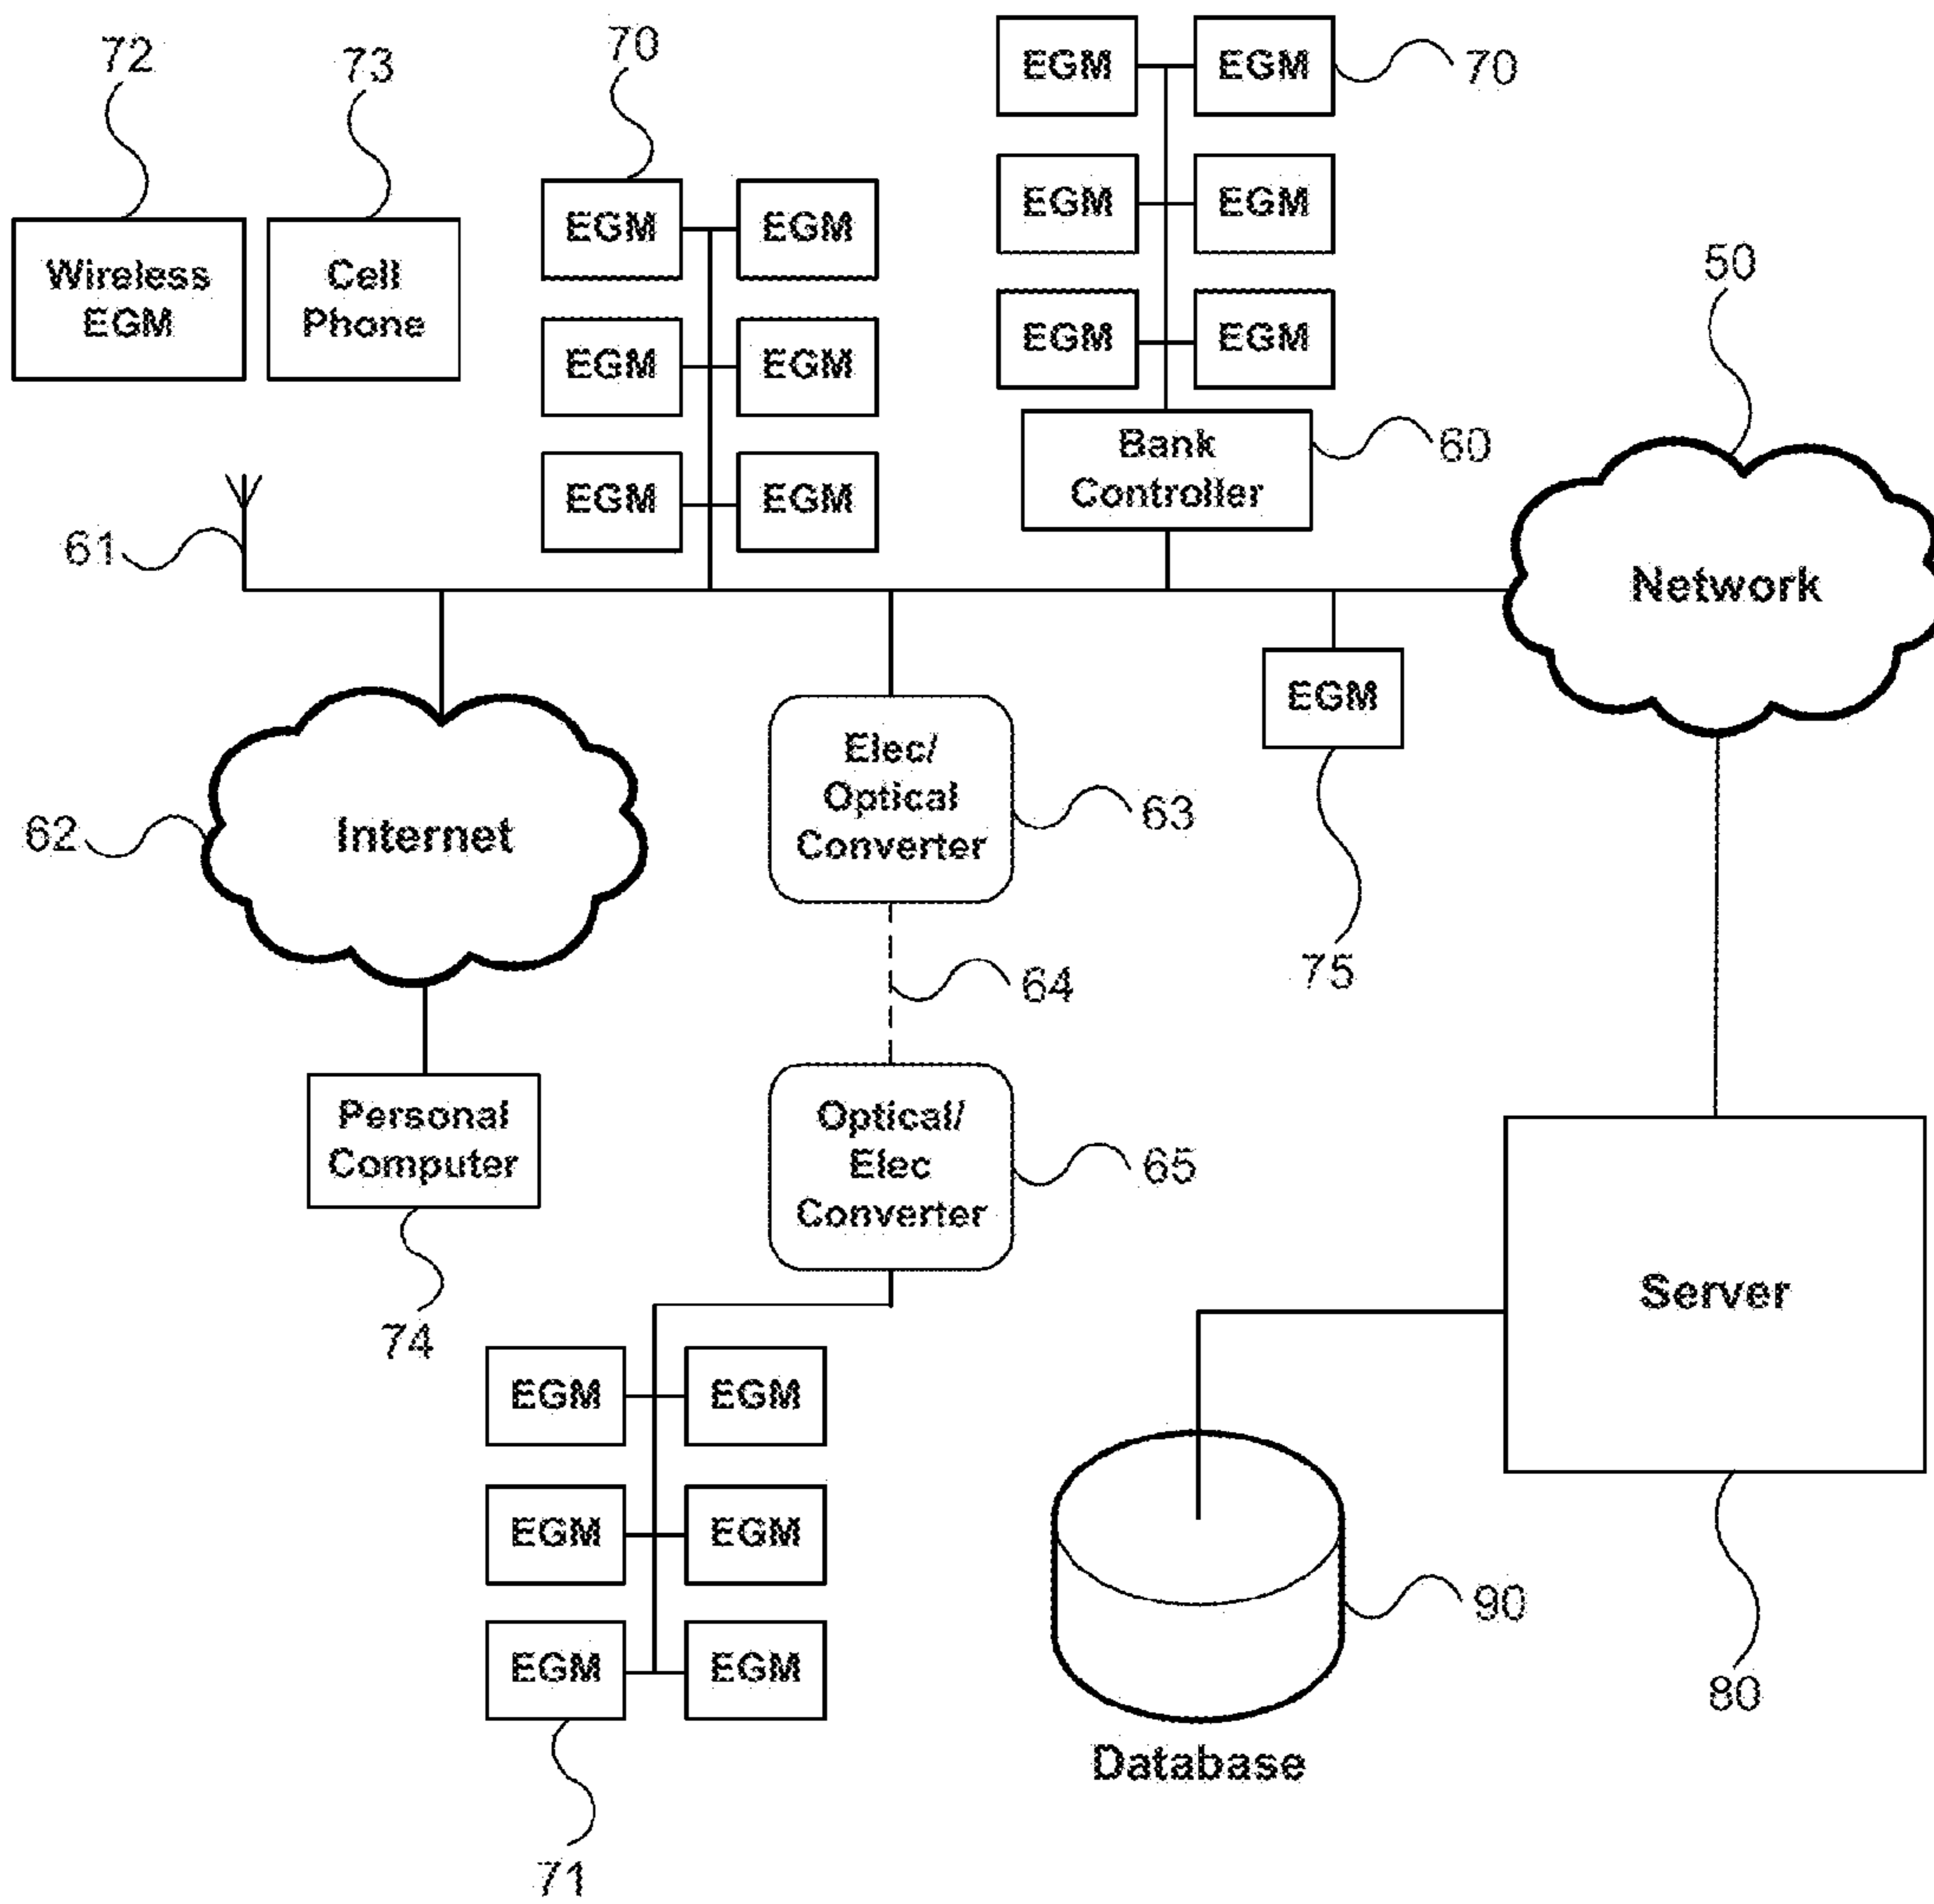 72
73
70
EGM EGM
70
Wireless
EGM
Cell
Phone
EGM EGM
EGM EGM
EGM EGM
EGM EGM
50
EGM EGM
Bank
Controller
60
EGM EGM
61
Network
EGM
75
Internet
62
Elec/
Optical
Converter
63
64
Personal
Computer
74
Optical/
Elec
Converter
65
Server
80
EGM EGM
EGM EGM
EGM EGM
71
90
Database